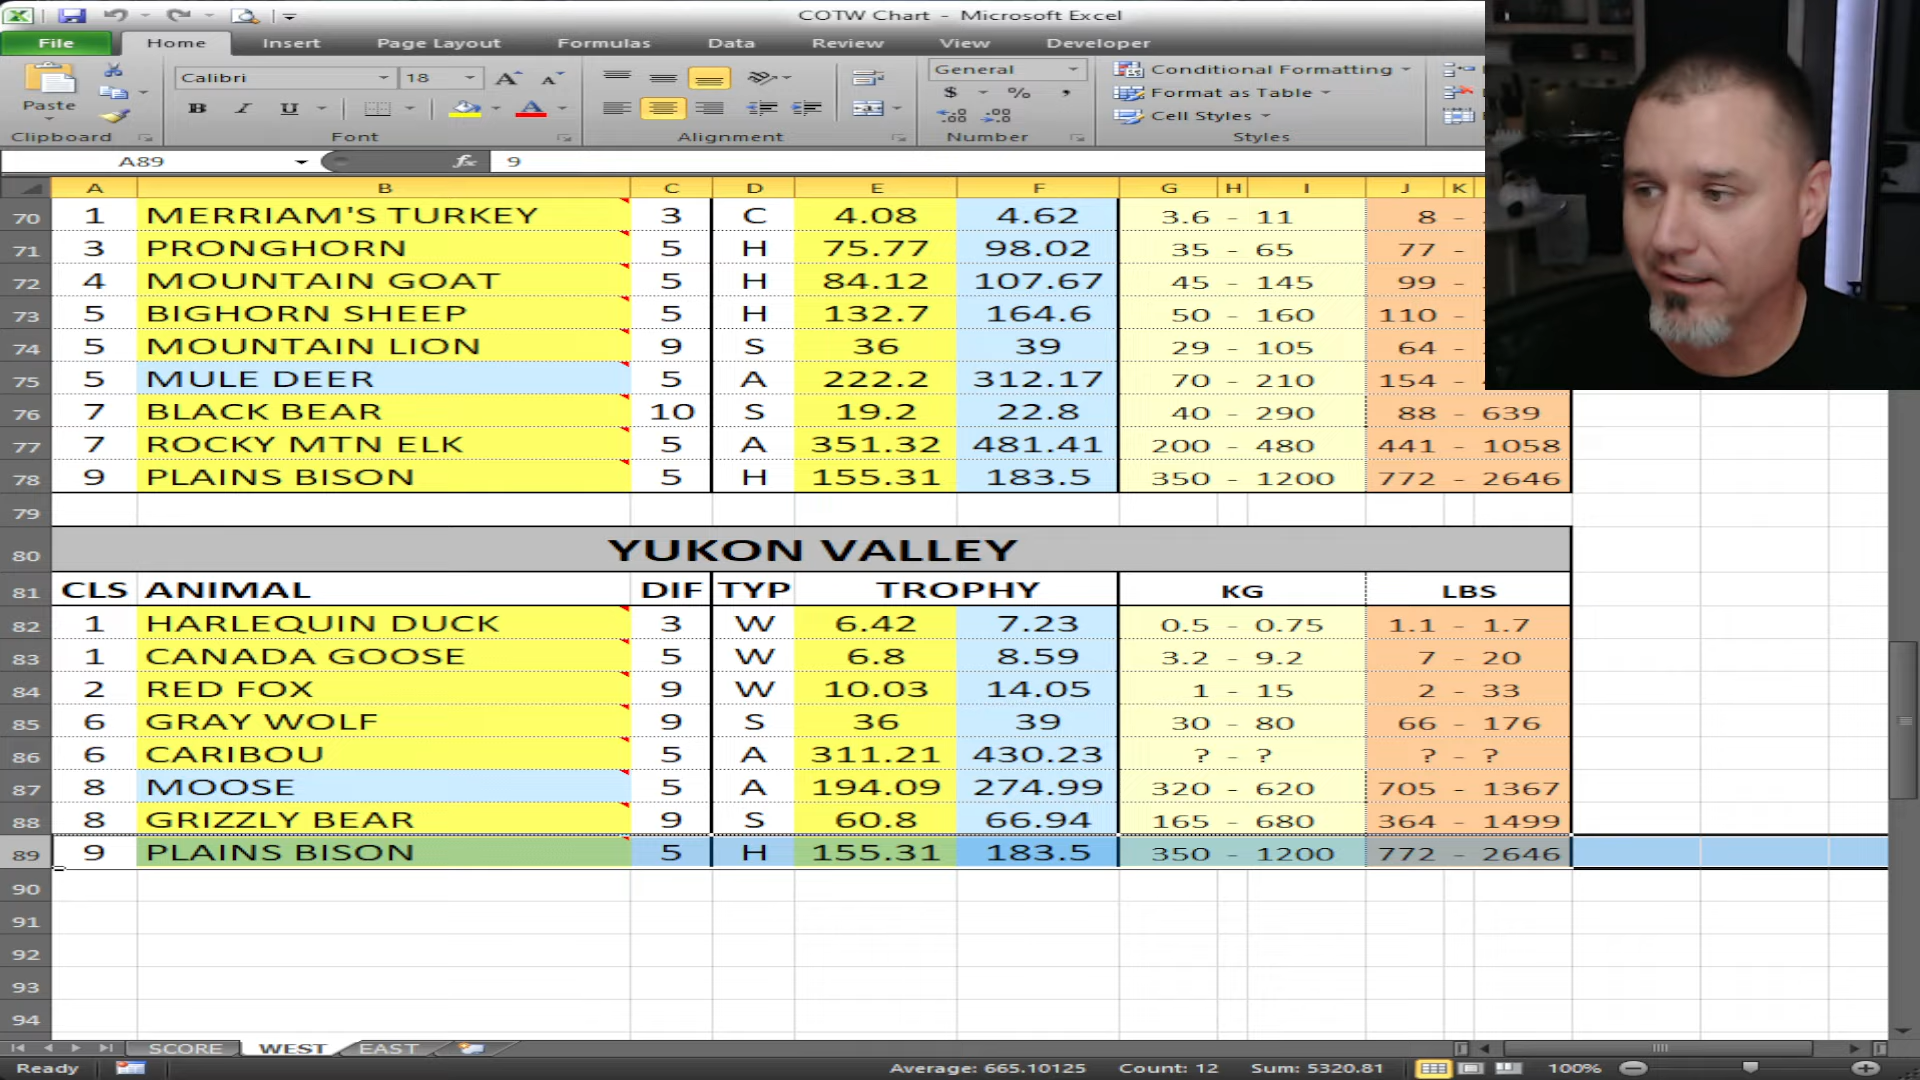 COTW Chart - Microsoft Excel
File Home Insert Page Layout Formulas Data Review View Developer
Calibri 18 General Conditional Formatting
Paste B I U $ % , Format as Table
Cell Styles
Clipboard Font Alignment Number Styles
A89 fx 9
A B C D E F G H I J K
70 1 MERRIAM'S TURKEY 3 C 4.08 4.62 3.6 - 11 8 -
71 3 PRONGHORN 5 H 75.77 98.02 35 - 65 77 -
72 4 MOUNTAIN GOAT 5 H 84.12 107.67 45 - 145 99 -
73 5 BIGHORN SHEEP 5 H 132.7 164.6 50 - 160 110 -
74 5 MOUNTAIN LION 9 S 36 39 29 - 105 64 -
75 5 MULE DEER 5 A 222.2 312.17 70 - 210 154 -
76 7 BLACK BEAR 10 S 19.2 22.8 40 - 290 88 - 639
77 7 ROCKY MTN ELK 5 A 351.32 481.41 200 - 480 441 - 1058
78 9 PLAINS BISON 5 H 155.31 183.5 350 - 1200 772 - 2646
79
80 YUKON VALLEY
81 CLS ANIMAL DIF TYP TROPHY KG LBS
82 1 HARLEQUIN DUCK 3 W 6.42 7.23 0.5 - 0.75 1.1 - 1.7
83 1 CANADA GOOSE 5 W 6.8 8.59 3.2 - 9.2 7 - 20
84 2 RED FOX 9 W 10.03 14.05 1 - 15 2 - 33
85 6 GRAY WOLF 9 S 36 39 30 - 80 66 - 176
86 6 CARIBOU 5 A 311.21 430.23 ? - ? ? - ?
87 8 MOOSE 5 A 194.09 274.99 320 - 620 705 - 1367
88 8 GRIZZLY BEAR 9 S 60.8 66.94 165 - 680 364 - 1499
89 9 PLAINS BISON 5 H 155.31 183.5 350 - 1200 772 - 2646
90
91
92
93
94
SCORE WEST EAST
Ready Average: 665.10125 Count: 12 Sum: 5320.81 100%